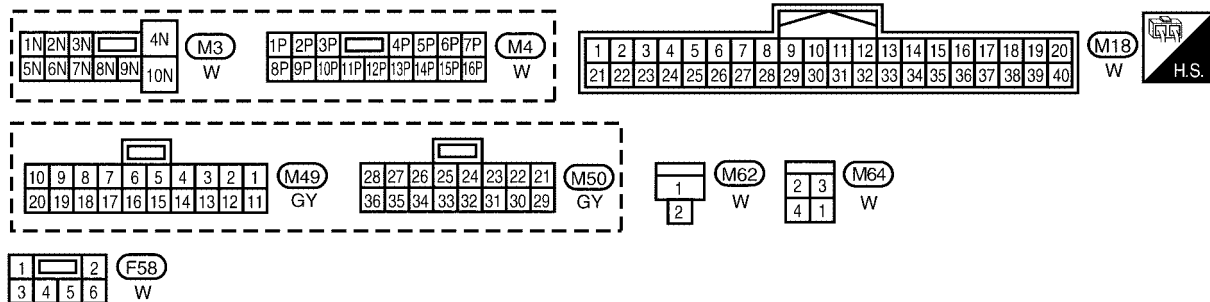 1N 2N 3N 4N M3
5N 6N 7N 8N 9N 10N W
1P 2P 3P 4P 5P 6P 7P M4
8P 9P 10P 11P 12P 13P 14P 15P 16P W
1 2 3 4 5 6 7 8 9 10 11 12 13 14 15 16 17 18 19 20 M18
21 22 23 24 25 26 27 28 29 30 31 32 33 34 35 36 37 38 39 40 W
H.S.
10 9 8 7 6 5 4 3 2 1 M49
20 19 18 17 16 15 14 13 12 11 GY
28 27 26 25 24 23 22 21 M50
36 35 34 33 32 31 30 29 GY
1 M62
2 W
2 3 M64
4 1 W
1 2 F58
3 4 5 6 W